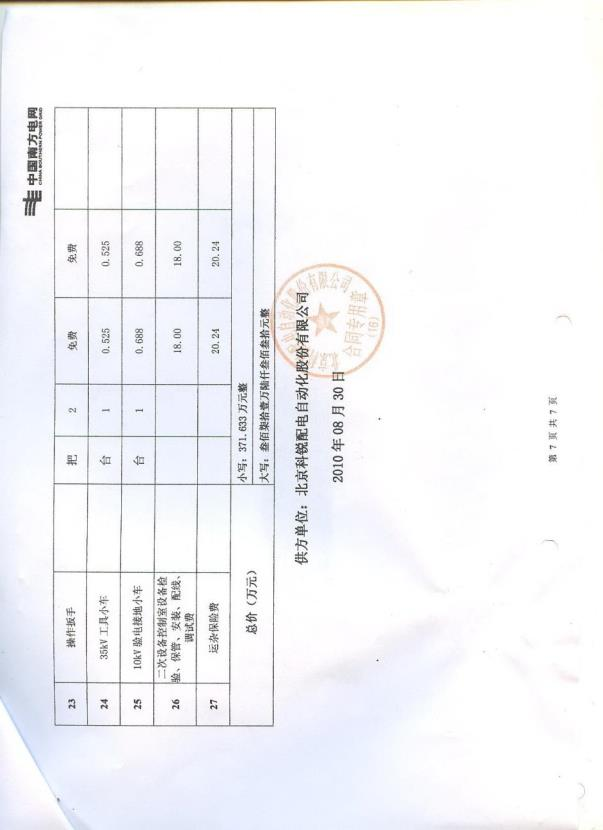 中国南方电网
CHINA SOUTHERN POWER GRID
23 操作扳手 把 2 免费 免费
24 35kV 工具小车 台 1 0.525 0.525
25 10kV 验电接地小车 台 1 0.688 0.688
26 二次设备控制室设备检
验、保管、安装、配线、
调试费 18.00 18.00
27 运杂保险费 20.24 20.24
总价（万元） 小写：371.633 万元整
大写：叁佰柒拾壹万陆仟叁佰叁拾元整
供方单位：北京科锐配电自动化股份有限公司
2010 年 08 月 30 日
自动化股份有限公司
合同专用章
(16)
第 7 页 共 7 页